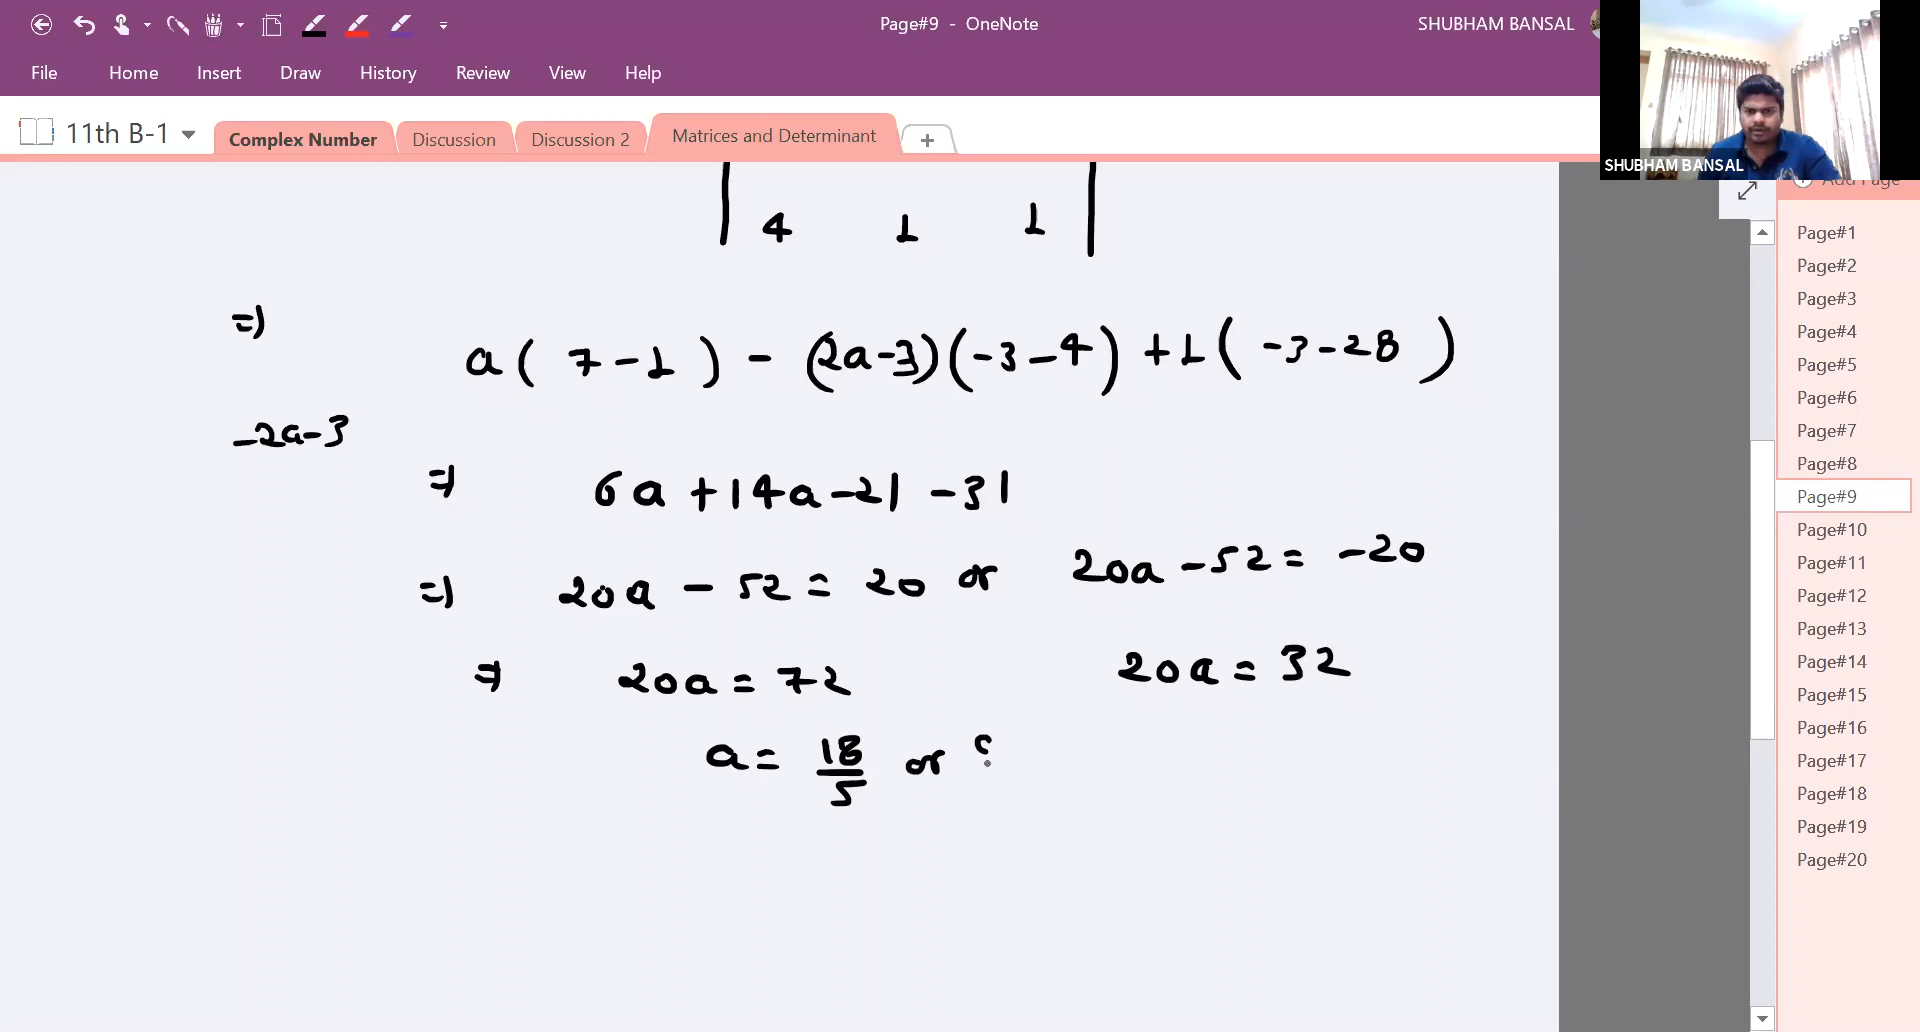 Page#9 - OneNote
SHUBHAM BANSAL
File Home Insert Draw History Review View Help
SHUBHAM BANSAL
11th B-1
Complex Number
Discussion
Discussion 2
Matrices and Determinant
+
Add Page
4 1 1
=) a( 7-1 ) - (2a-3)(-3-4) +1( -3-28 )
-2a-3
=) 6a +14a-21 -31
=) 20a - 52 = 20 or 20a -52 = -20
=) 20a = 72 20a = 32
a = 18/5 or
Page#1
Page#2
Page#3
Page#4
Page#5
Page#6
Page#7
Page#8
Page#9
Page#10
Page#11
Page#12
Page#13
Page#14
Page#15
Page#16
Page#17
Page#18
Page#19
Page#20